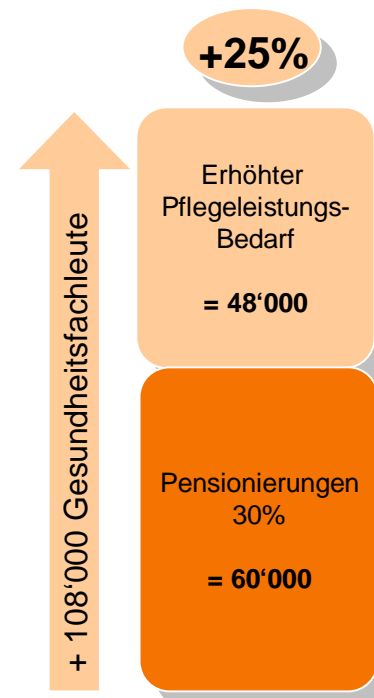 +25%
Erhöhter
Pflegeleistungs-
Bedarf
= 48‘000
Pensionierungen
30%
= 60‘000
+ 108‘000 Gesundheitsfachleute